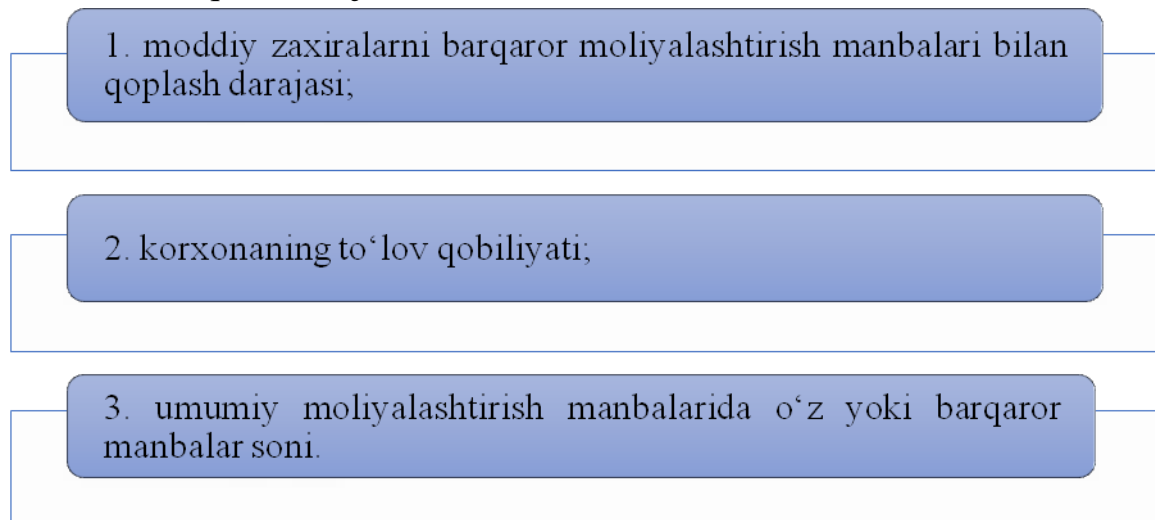 1. moddiy zaxiralarni barqaror moliyalashtirish manbalari bilan
qoplash darajasi;
2. korxonaning to‘lov qobiliyati;
3. umumiy moliyalashtirish manbalarida o‘z yoki barqaror
manbalar soni.